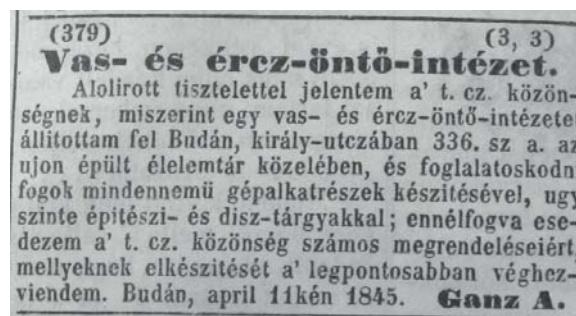 (379) (3, 3)
Vas- és ércz-öntő-intézet.
Alolirott tisztelettel jelentem a' t. cz. közön-
ségnek, miszerint egy vas- és ércz-öntő-intézetet
állitottam fel Budán, király-utczában 336. sz a. az
ujon épült élelemtár közelében, és foglalatoskodn
fogok mindennemü gépalkatrészek készitésével, ugy
szinte épitészi- és disz-tárgyakkal; ennélfogva ese-
dezem a' t. cz. közönség számos megrendeléseiért,
mellyeknek elkészitését a' legpontosabban véghez-
viendem. Budán, april 11kén 1845. Ganz A.